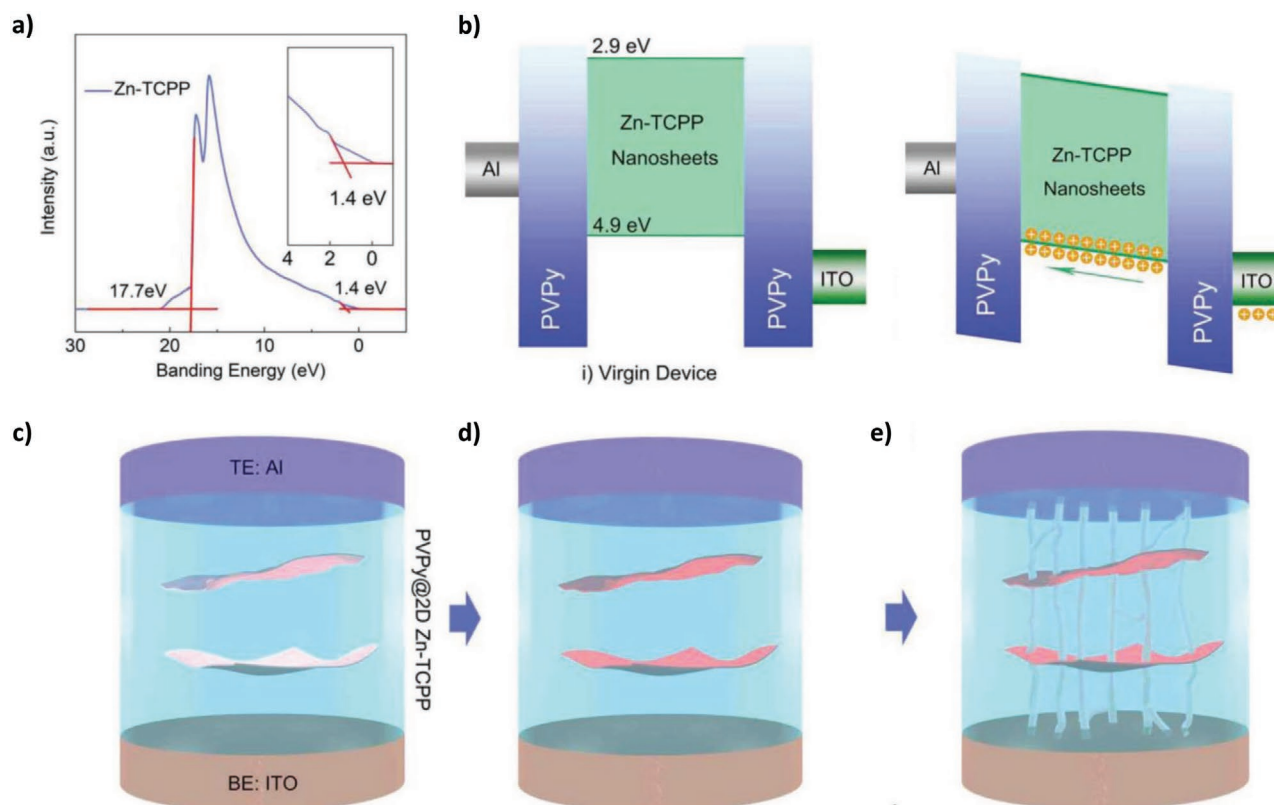 a)
Zn-TCPP
Intensity (a.u.)
1.4 eV
4 2 0
17.7eV
1.4 eV
30 20 10 0
Banding Energy (eV)
b)
2.9 eV
Zn-TCPP
Nanosheets
Al
4.9 eV
PVPy
PVPy
ITO
i) Virgin Device
Zn-TCPP
Nanosheets
Al
PVPy
PVPy
ITO
c)
TE: Al
PVPy@2D Zn-TCPP
BE: ITO
d)
e)